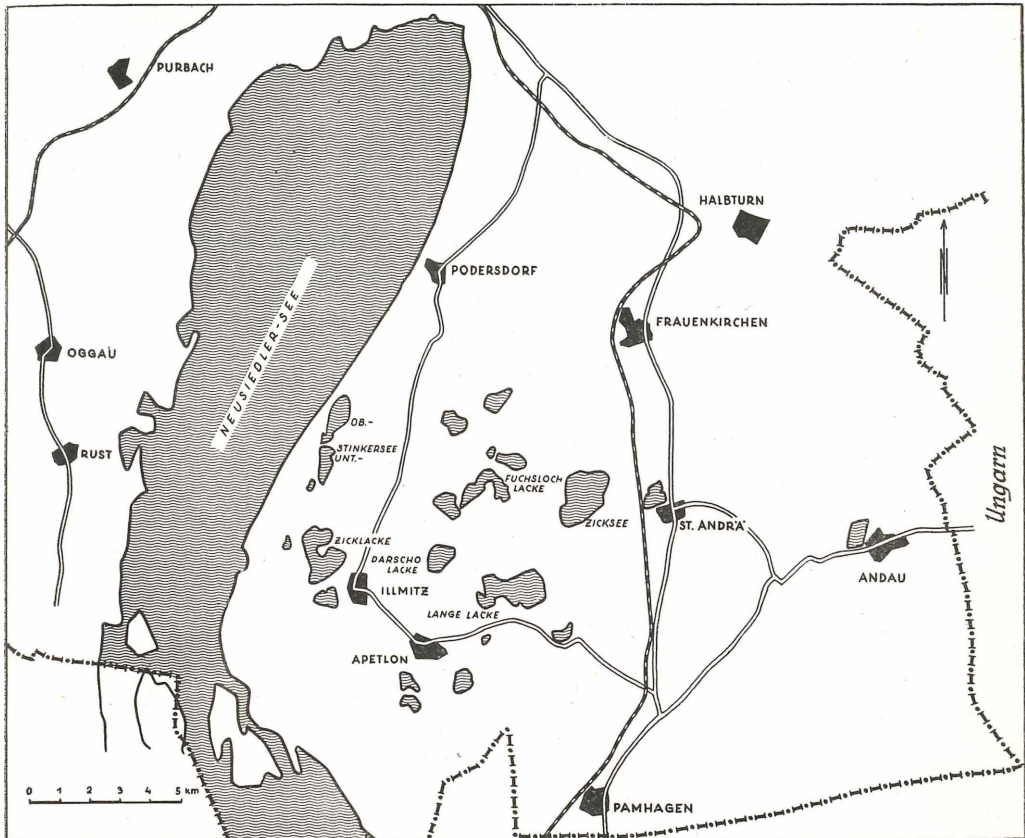 PURBACH
HALBTURN
PODERSDORF
FRAUENKIRCHEN
NEUSIEDLER-SEE
OGGAU
RUST
OB.-
STINKERSEE
UNT.-
FUCHSLOCH
LACKE
ZICKSEE
ST. ANDRÄ
Ungarn
ZICKLACKE
DARSCHO
LACKE
ILLMITZ
ANDAU
LANGE LACKE
APETLON
0 1 2 3 4 5 km
PAMHAGEN